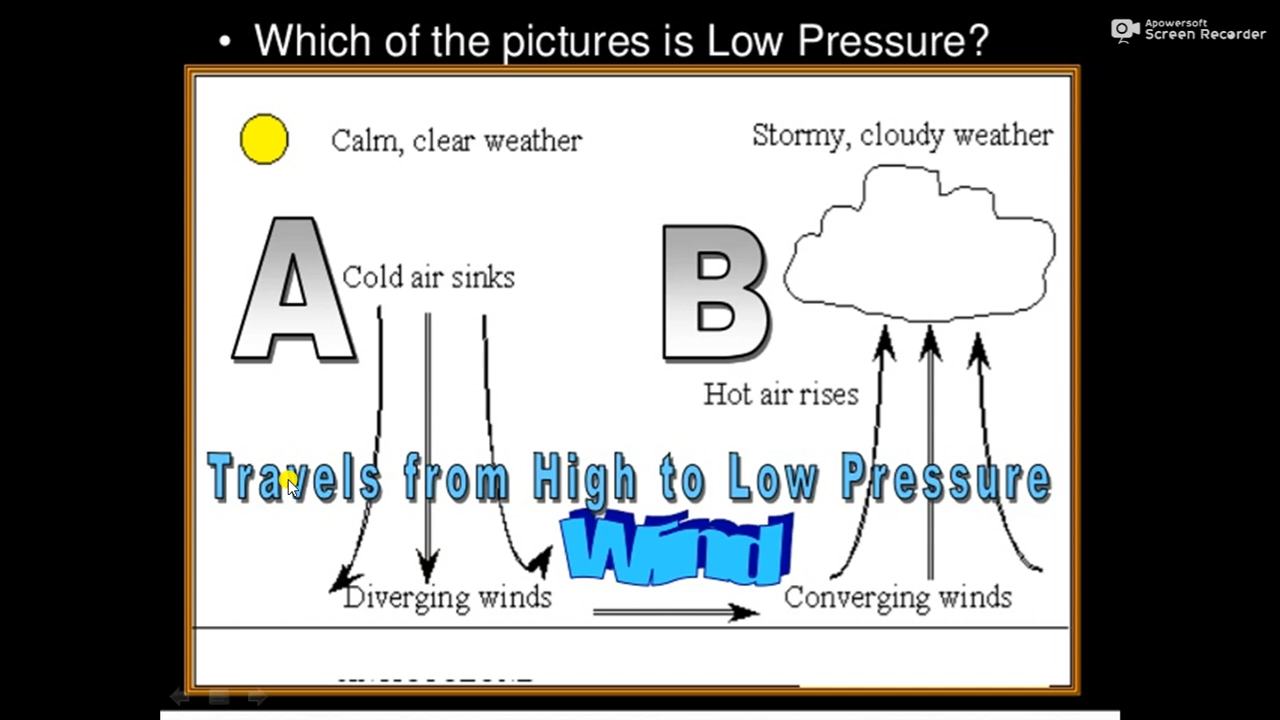 • Which of the pictures is Low Pressure?
Apowersoft
Screen Recorder
Calm, clear weather
Stormy, cloudy weather
A
B
Cold air sinks
Hot air rises
Travels from High to Low Pressure
Wind
Diverging winds
Converging winds